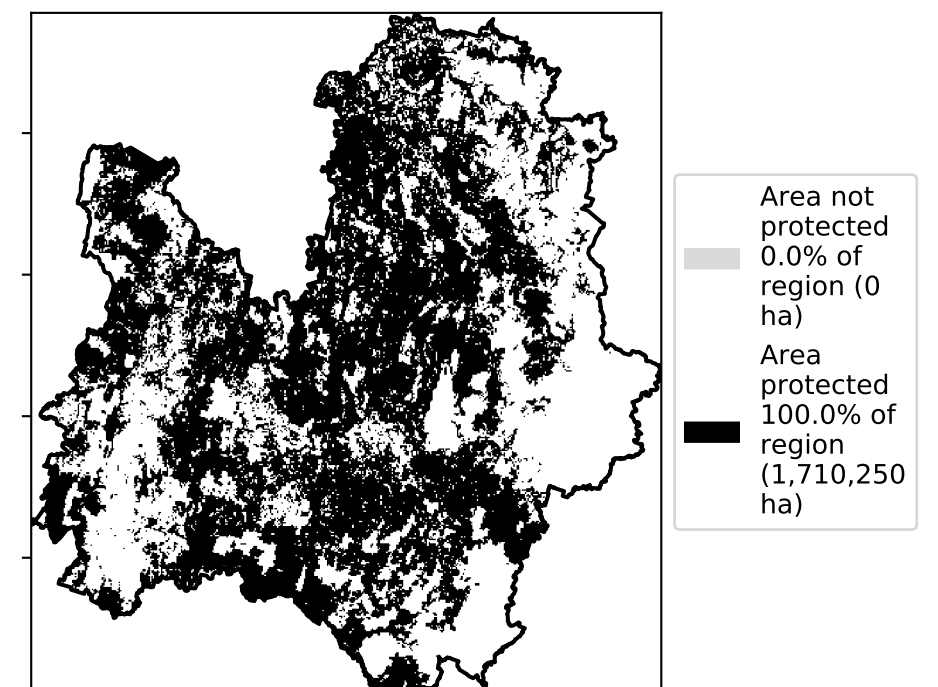 Area not
protected
0.0% of
region (0
ha)
Area
protected
100.0% of
region
(1,710,250
ha)